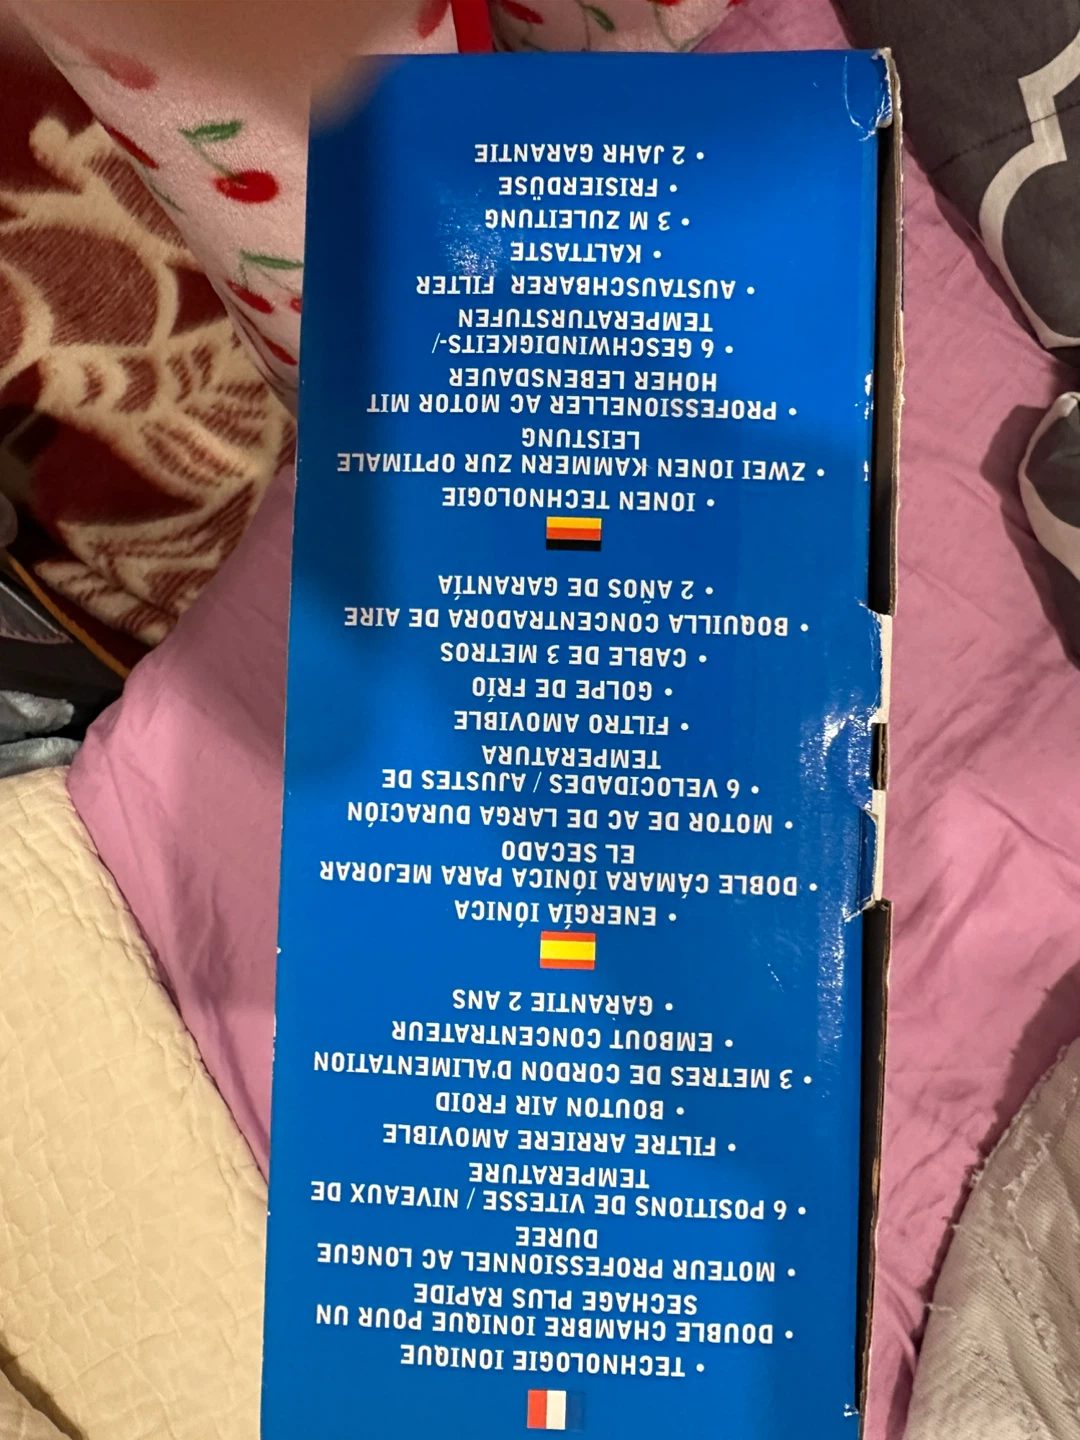 • TECHNOLOGIE IONIQUE
• DOUBLE CHAMBRE IONIQUE POUR UN
SECHAGE PLUS RAPIDE
• MOTEUR PROFESSIONNEL AC LONGUE
DUREE
• 6 POSITIONS DE VITESSE / NIVEAUX DE
TEMPERATURE
• FILTRE ARRIERE AMOVIBLE
• BOUTON AIR FROID
• 3 METRES DE CORDON D'ALIMENTATION
• EMBOUT CONCENTRATEUR
• GARANTIE 2 ANS
• ENERGÍA IÓNICA
• DOBLE CÁMARA IÓNICA PARA MEJORAR
EL SECADO
• MOTOR DE AC DE LARGA DURACIÓN
• 6 VELOCIDADES / AJUSTES DE
TEMPERATURA
• FILTRO AMOVIBLE
• GOLPE DE FRÍO
• CABLE DE 3 METROS
• BOQUILLA CONCENTRADORA DE AIRE
• 2 AÑOS DE GARANTÍA
• IONEN TECHNOLOGIE
• ZWEI IONEN KAMMERN ZUR OPTIMALE
LEISTUNG
• PROFESSIONELLER AC MOTOR MIT
HOHER LEBENSDAUER
• 6 GESCHWINDIGKEITS-/
TEMPERATURSTUFEN
• AUSTAUSCHBARER FILTER
• KALTTASTE
• 3 M ZULEITUNG
• FRISIERDÜSE
• 2 JAHR GARANTIE